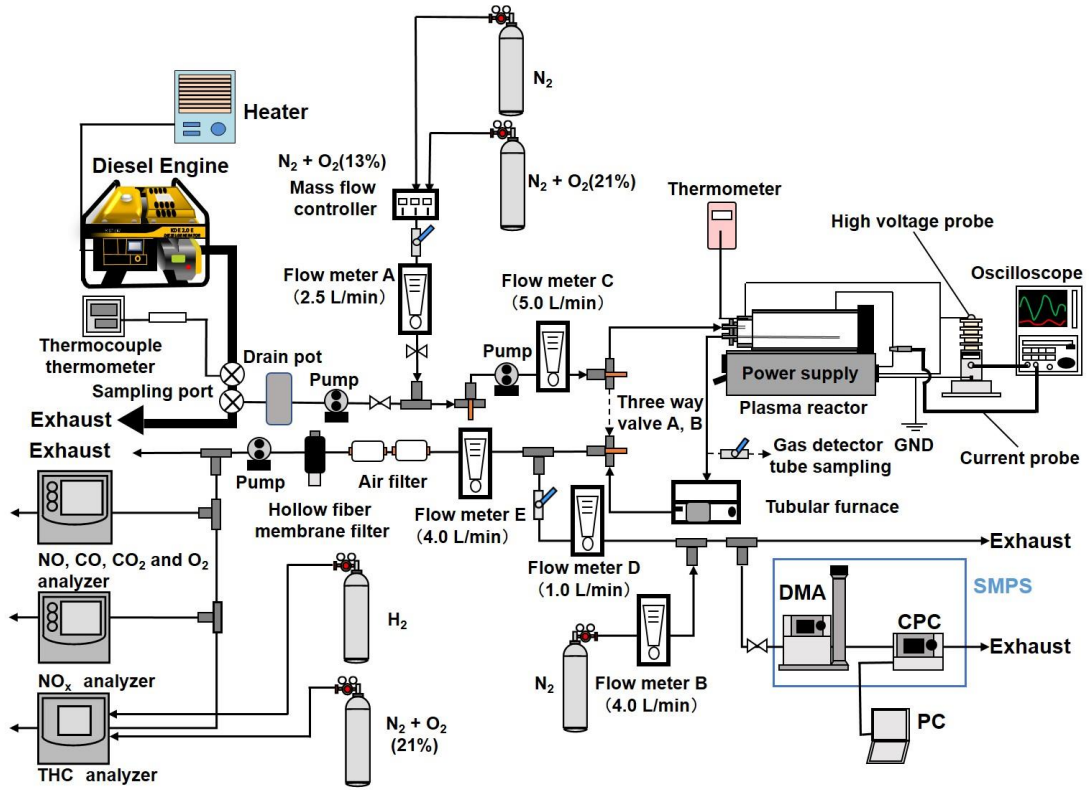 N2
Heater
Diesel Engine
N2 + O2(13%)
Mass flow
controller
N2 + O2(21%)
Thermometer
High voltage probe
Oscilloscope
Flow meter A
(2.5 L/min)
Flow meter C
(5.0 L/min)
Thermocouple
thermometer
Drain pot
Pump
Pump
Power supply
Plasma reactor
Sampling port
Exhaust
Three way
valve A, B
GND
Current probe
Exhaust
Pump
Air filter
Gas detector
tube sampling
Hollow fiber
membrane filter
Flow meter E
(4.0 L/min)
Tubular furnace
NO, CO, CO2 and O2
analyzer
Flow meter D
(1.0 L/min)
Exhaust
SMPS
DMA
CPC
Exhaust
H2
NOx analyzer
N2
Flow meter B
(4.0 L/min)
PC
N2 + O2
(21%)
THC analyzer